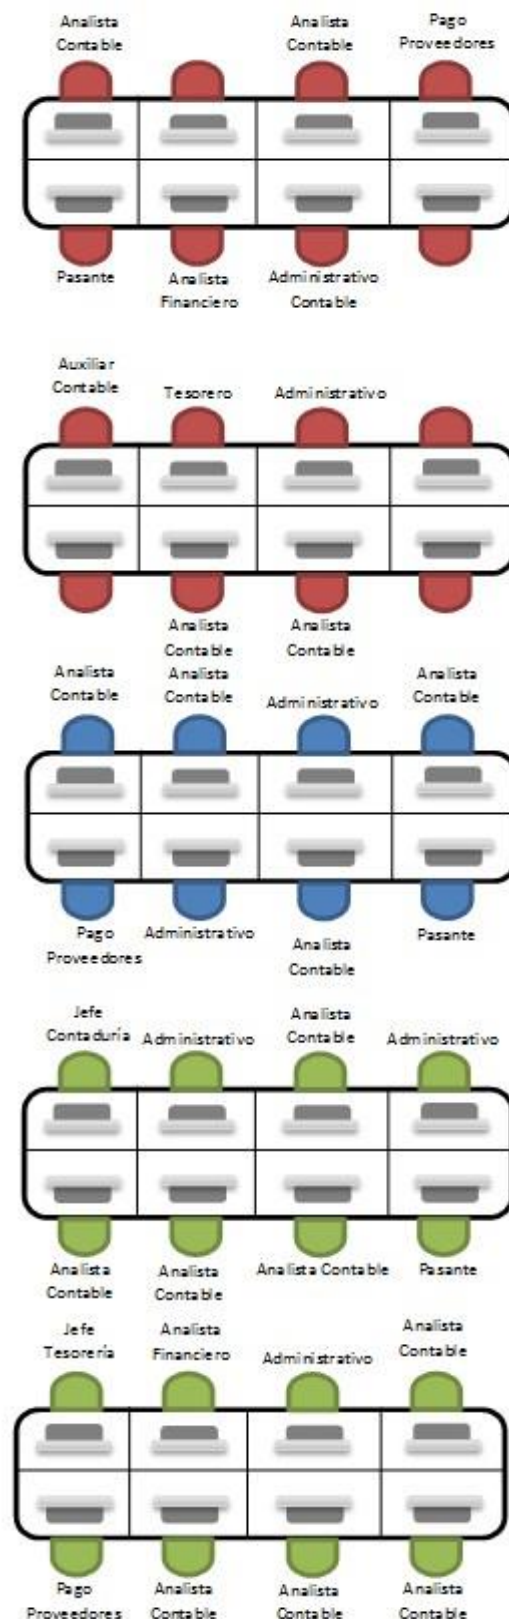 Analista
Contable
Analista
Contable
Pago
Proveedores
Pasante
Analista
Financiero
Administrativo
Contable
Auxiliar
Contable
Tesorero
Administrativo
Analista
Contable
Analista
Contable
Analista
Contable
Analista
Contable
Administrativo
Analista
Contable
Pago
Proveedores
Administrativo
Analista
Contable
Pasante
Jefe
Contaduría
Administrativo
Analista
Contable
Administrativo
Analista
Contable
Analista
Contable
Analista Contable
Pasante
Jefe
Tesorería
Analista
Financiero
Administrativo
Analista
Contable
Pago
Proveedores
Analista
Contable
Analista
Contable
Analista
Contable